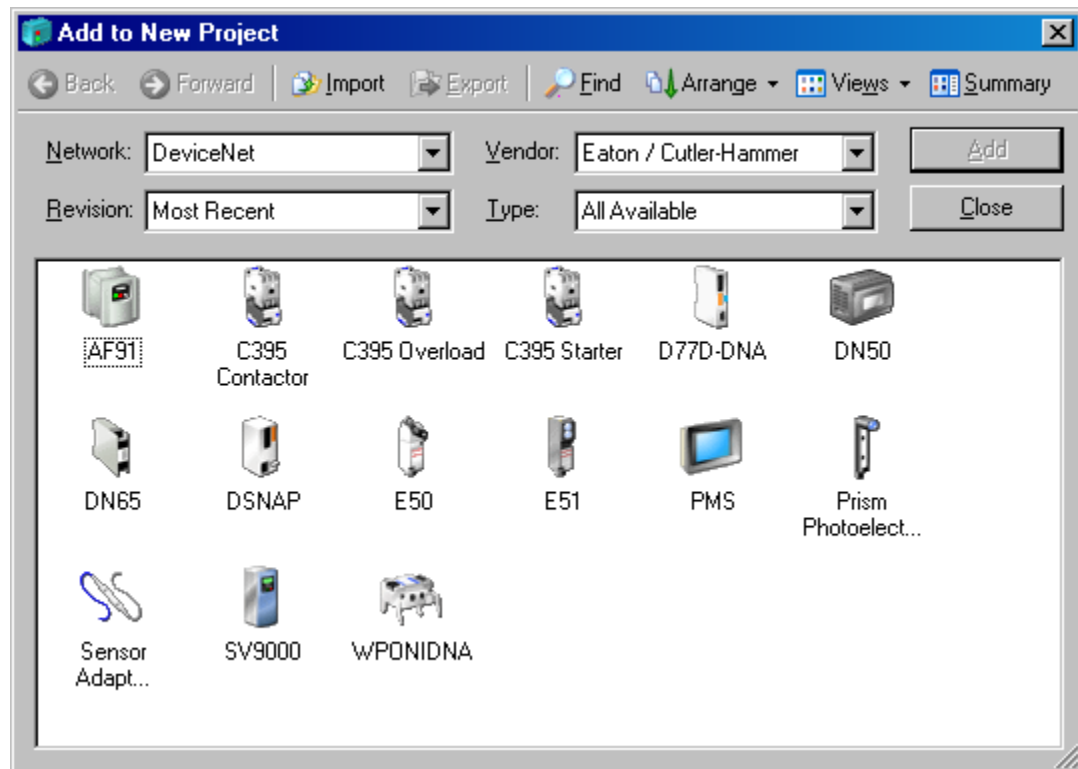 Add to New Project
Back Forward Import Export Find Arrange Views Summary
Network: DeviceNet Vendor: Eaton / Cutler-Hammer Add
Revision: Most Recent Type: All Available Close
AF91 C395 Contactor C395 Overload C395 Starter D77D-DNA DN50
DN65 DSNAP E50 E51 PMS Prism Photoelect...
Sensor Adapt... SV9000 WPONIDNA